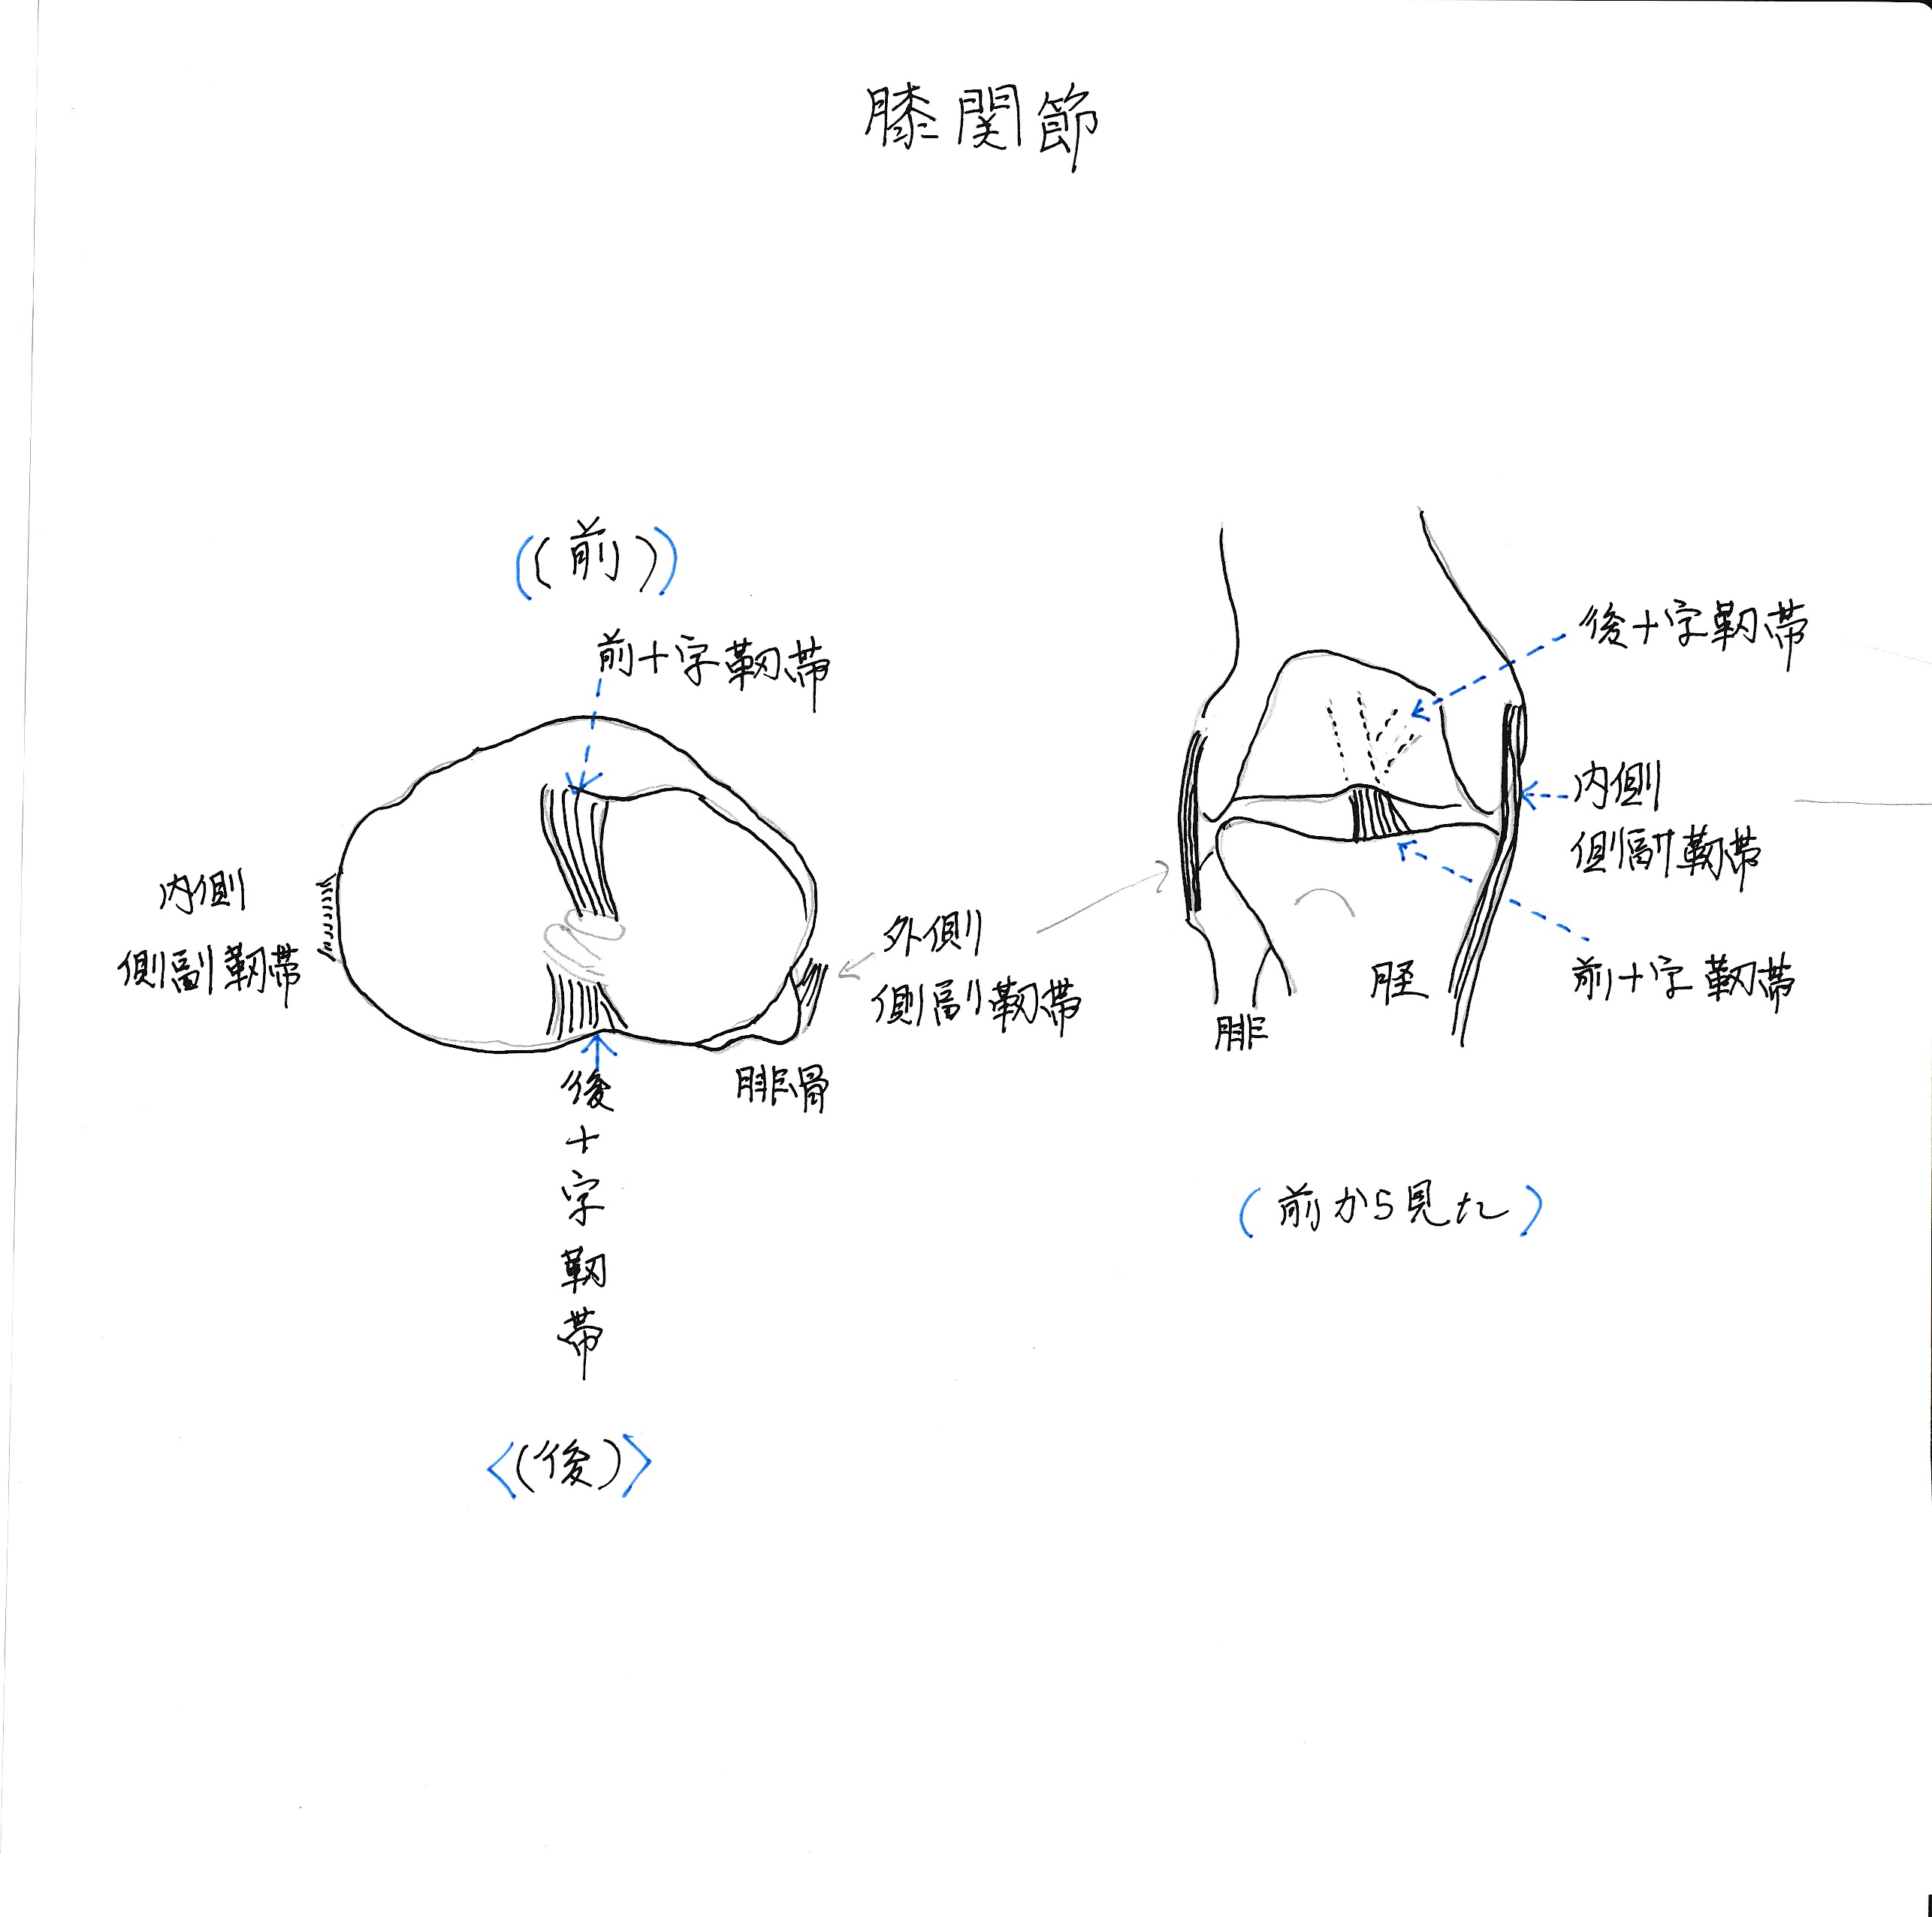 膝関節
((前))
前十字靭帯
内側
側副靭帯
外側
側副靭帯
腓骨
後十字靭帯
〈(後)〉
後十字靭帯
内側
側副靭帯
前十字靭帯
脛
腓
(前から見た)